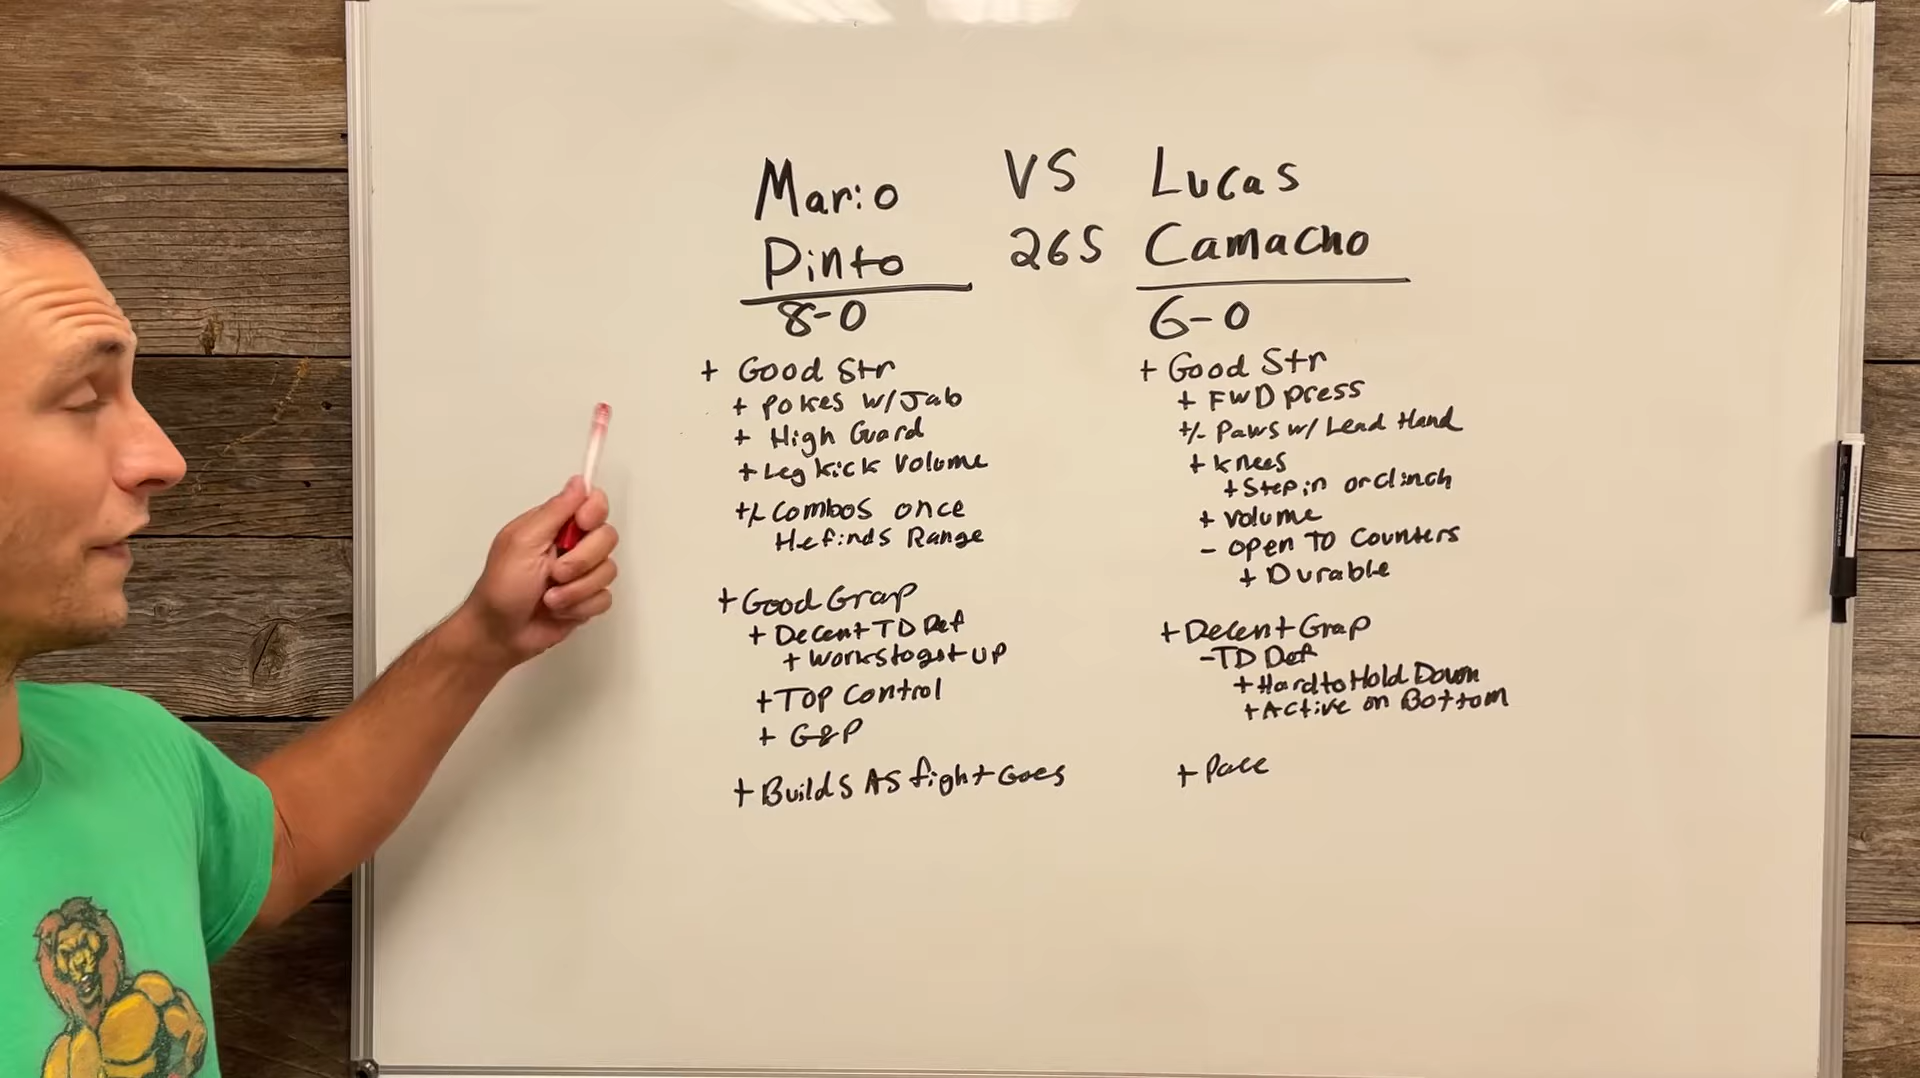 Mario VS Lucas
Pinto 265 Camacho
8-0
+ Good Str
+ Pokes w/Jab
+ High Guard
+ Leg kick Volume
+/- Combos once
He finds Range
+ Good Grap
+ Decent TD Def
+ Works to get up
+ Top Control
+ G&P
+ Builds As fight Goes
6-0
+ Good Str
+ FWD press
+/- Paws w/ Lead Hand
+ Knees
+ Step in or clinch
+ Volume
- Open To Counters
+ Durable
+ Decent Grap
- TD Def
+ Hard to Hold Down
+ Active on Bottom
+ Pace